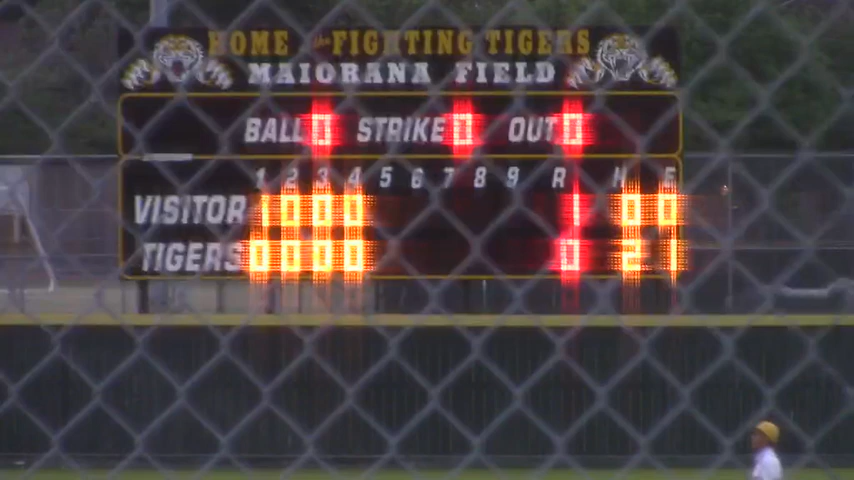 HOME of the FIGHTING TIGERS
MAIORANA FIELD
BALL 0 STRIKE 0 OUT 0
1 2 3 4 5 6 7 8 9 R H E
VISITOR 1 0 0 0 1 0 0
TIGERS 0 0 0 0 0 2 1